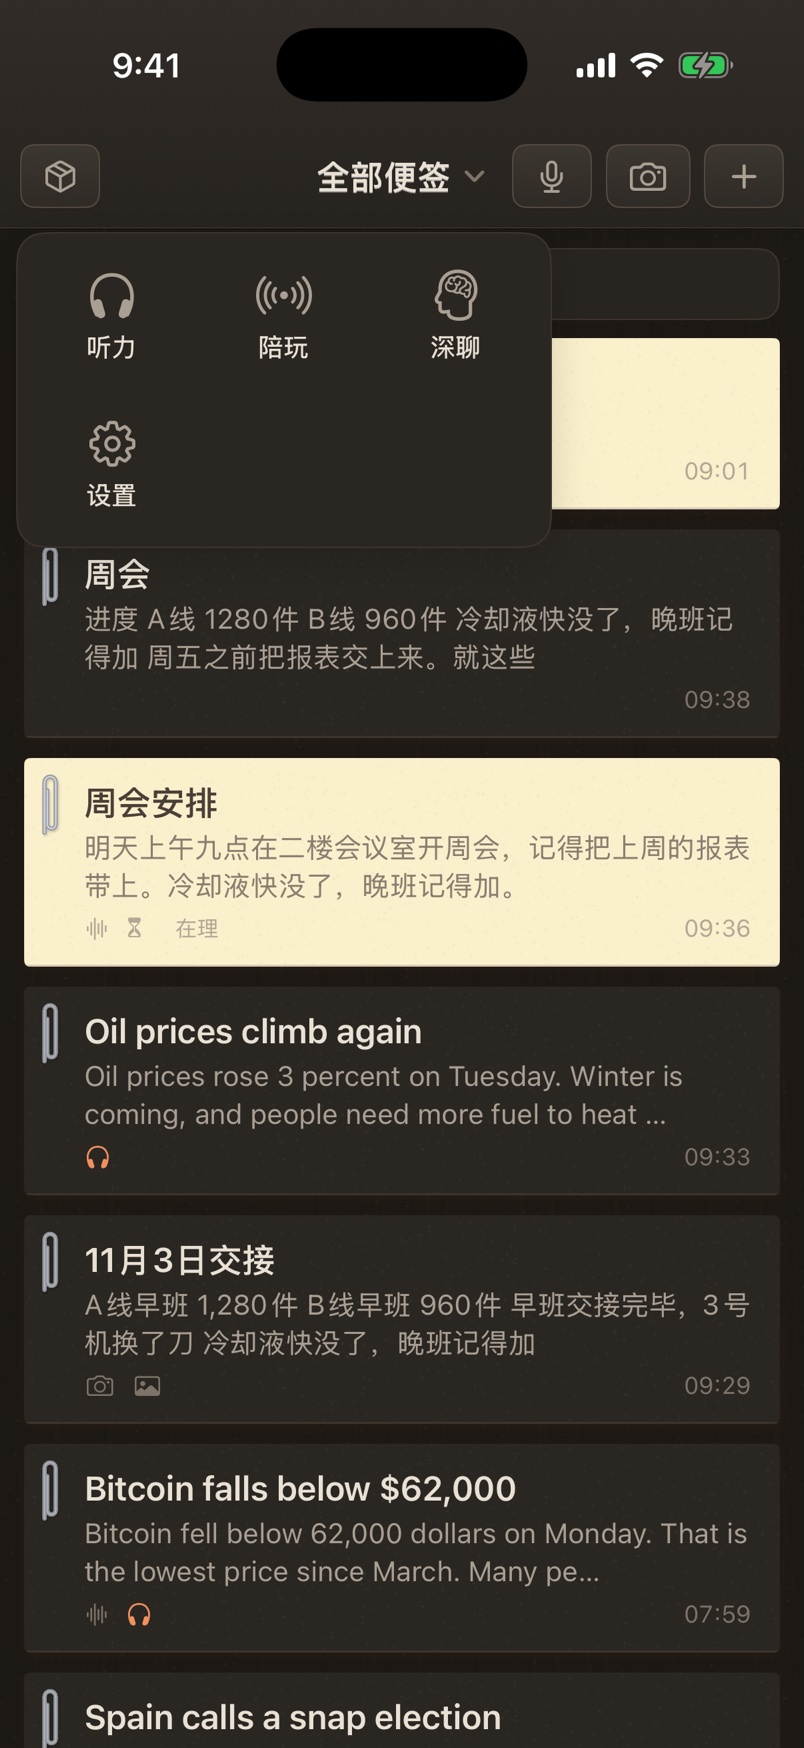 9:41
全部便签
听力
陪玩
深聊
设置
09:01
周会
进度 A线 1280件 B线 960件 冷却液快没了，晚班记
得加 周五之前把报表交上来。就这些
09:38
周会安排
明天上午九点在二楼会议室开周会，记得把上周的报表
带上。冷却液快没了，晚班记得加。
在理
09:36
Oil prices climb again
Oil prices rose 3 percent on Tuesday. Winter is
coming, and people need more fuel to heat ...
09:33
11月3日交接
A线早班 1,280件 B线早班 960件 早班交接完毕，3号
机换了刀 冷却液快没了，晚班记得加
09:29
Bitcoin falls below $62,000
Bitcoin fell below 62,000 dollars on Monday. That is
the lowest price since March. Many pe...
07:59
Spain calls a snap election